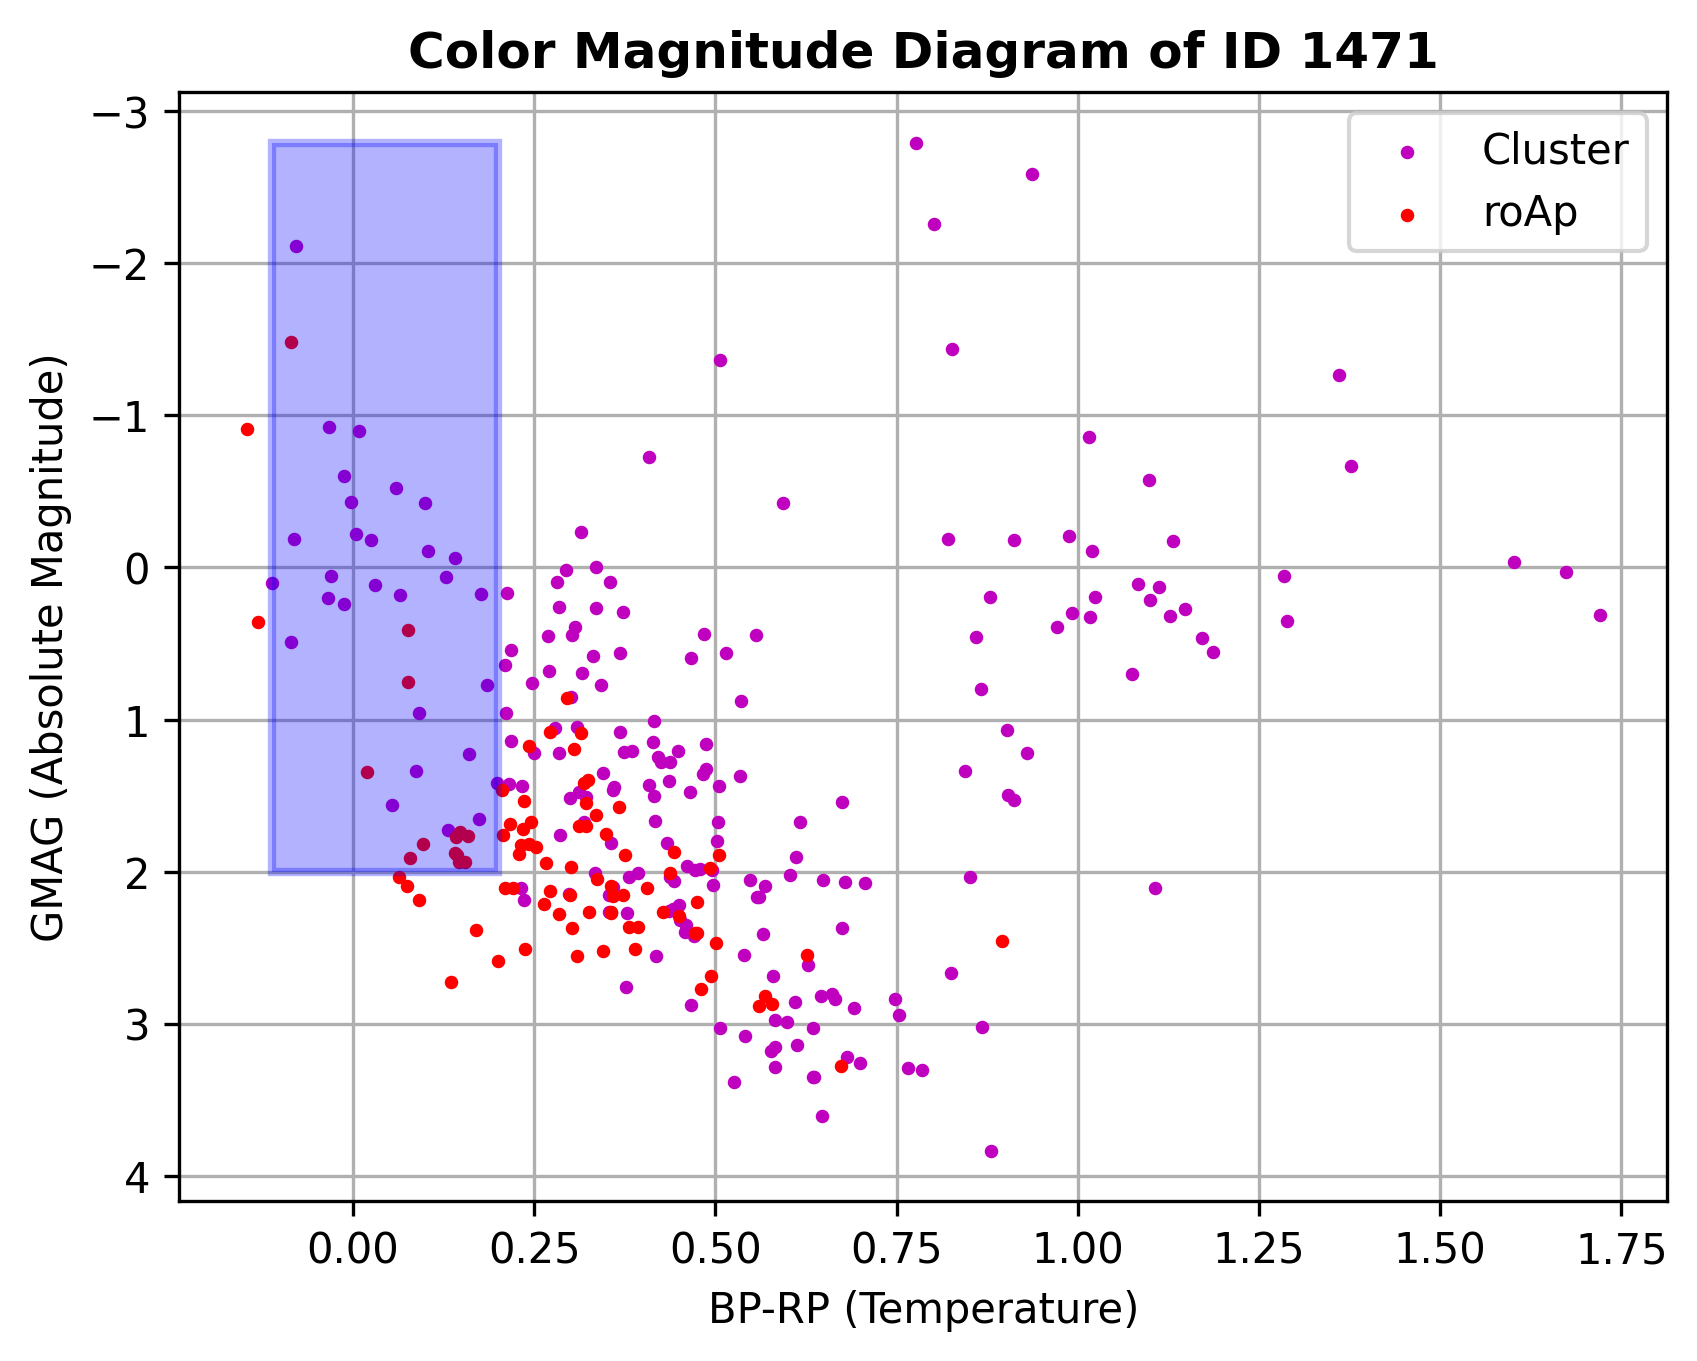 Color Magnitude Diagram of ID 1471
Cluster
roAp
GMAG (Absolute Magnitude)
−3
−2
−1
0
1
2
3
4
0.00 0.25 0.50 0.75 1.00 1.25 1.50 1.75
BP-RP (Temperature)